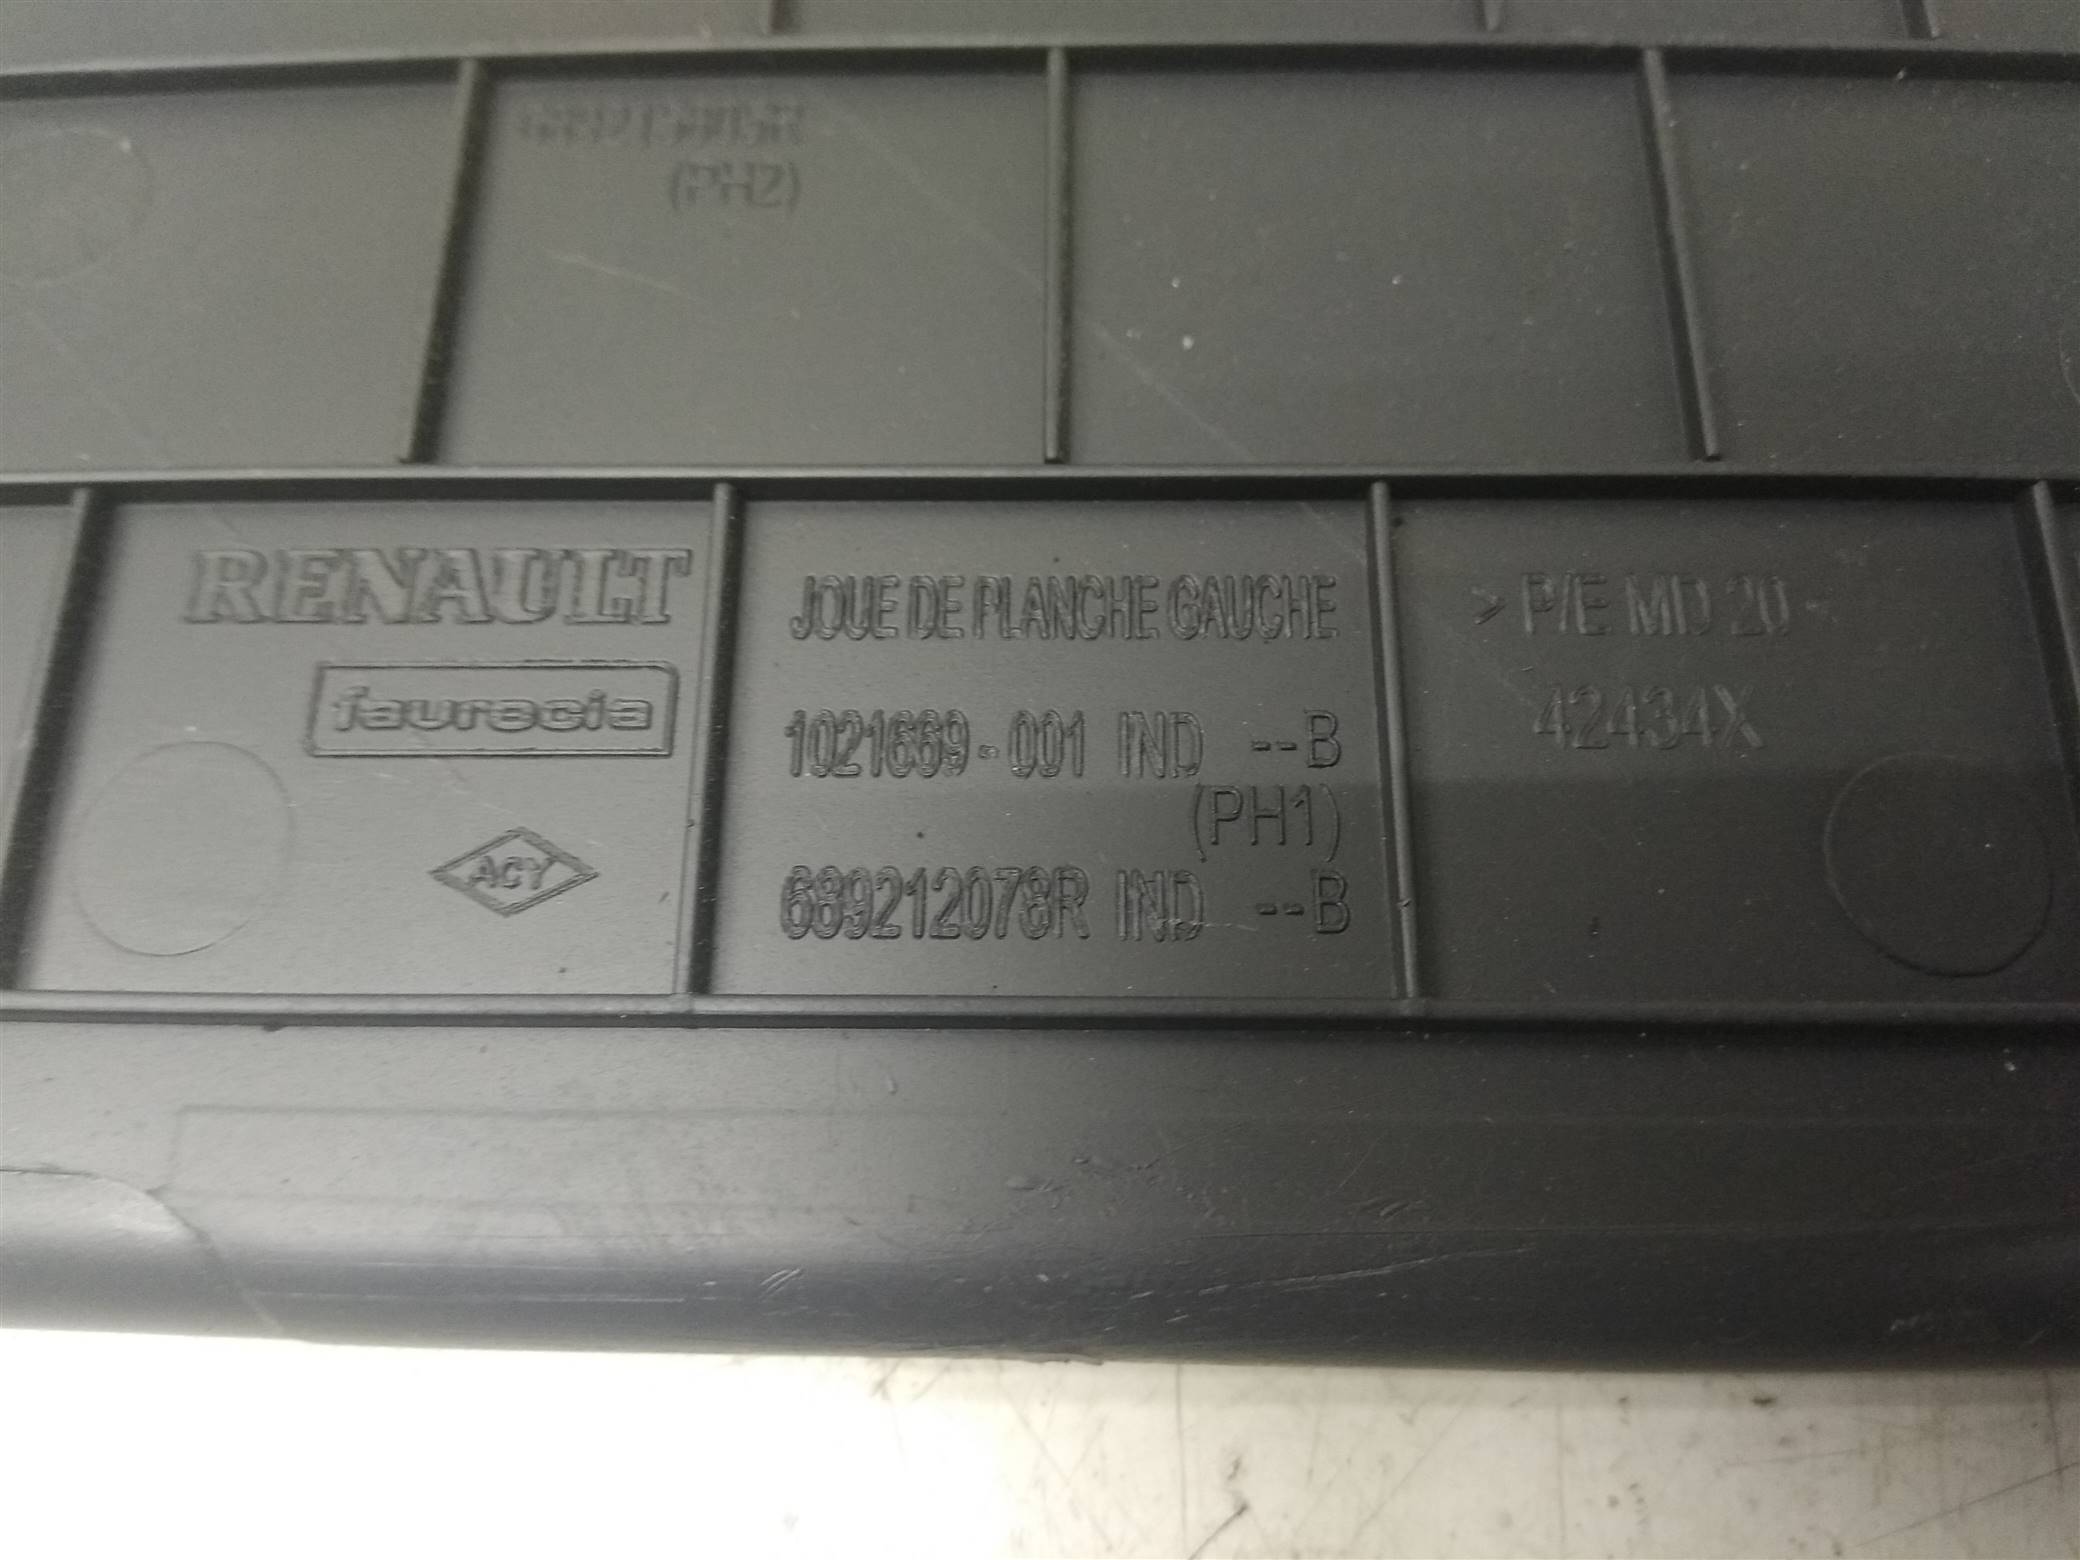 (PH2)
RENAULT
faurecia
ACY
JOUE DE PLANCHE GAUCHE
1021669-001 IND --B
(PH1)
689212078R IND --B
> P/E MD 20 <
42434X